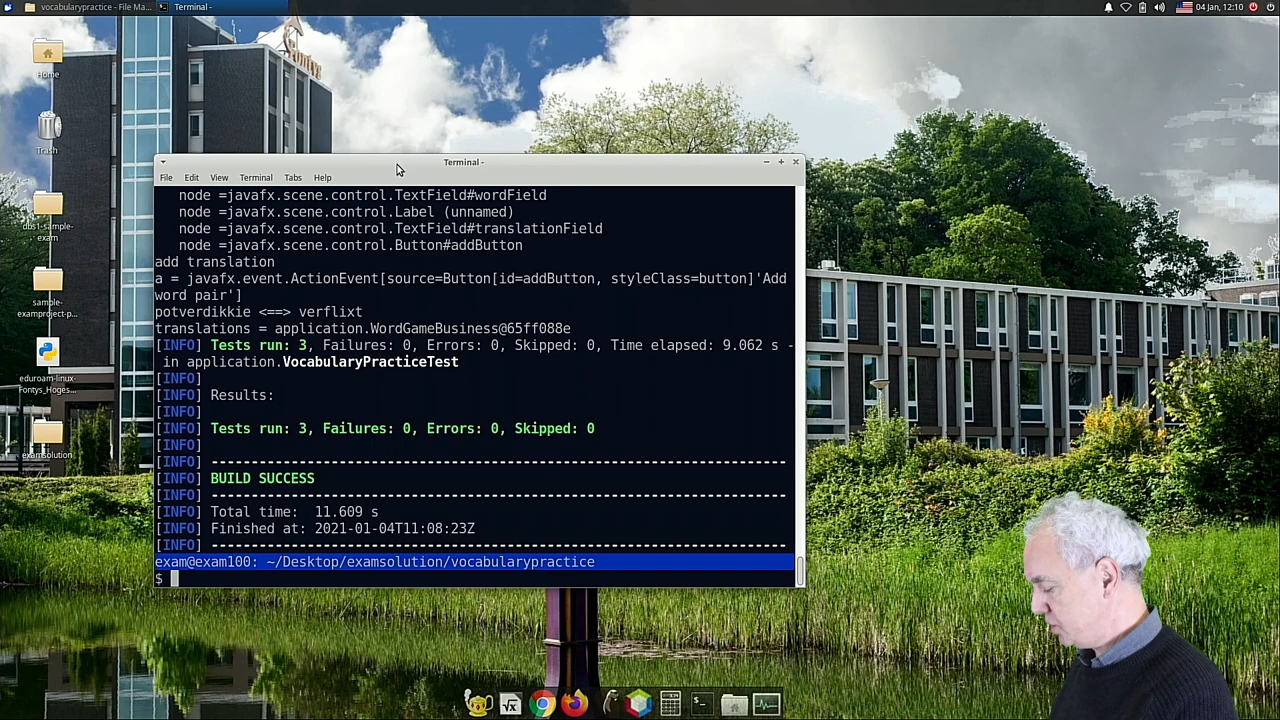 vocabularypractice - File Ma...
Terminal -
04 Jan, 12:10
Fontys
Home
Trash
dbs1-sample-
exam
sample-
examproject-p...
eduroam-linux-
Fontys_Hoges...
examsolution
Terminal -
File Edit View Terminal Tabs Help
node =javafx.scene.control.TextField#wordField
node =javafx.scene.control.Label (unnamed)
node =javafx.scene.control.TextField#translationField
node =javafx.scene.control.Button#addButton
add translation
a = javafx.event.ActionEvent[source=Button[id=addButton, styleClass=button]'Add
word pair']
potverdikkie <==> verflixt
translations = application.WordGameBusiness@65ff088e
[INFO] Tests run: 3, Failures: 0, Errors: 0, Skipped: 0, Time elapsed: 9.062 s -
in application.VocabularyPracticeTest
[INFO]
[INFO] Results:
[INFO]
[INFO] Tests run: 3, Failures: 0, Errors: 0, Skipped: 0
[INFO]
[INFO] ------------------------------------------------------------------------
[INFO] BUILD SUCCESS
[INFO] ------------------------------------------------------------------------
[INFO] Total time:  11.609 s
[INFO] Finished at: 2021-01-04T11:08:23Z
[INFO] ------------------------------------------------------------------------
exam@exam100: ~/Desktop/examsolution/vocabularypractice
$